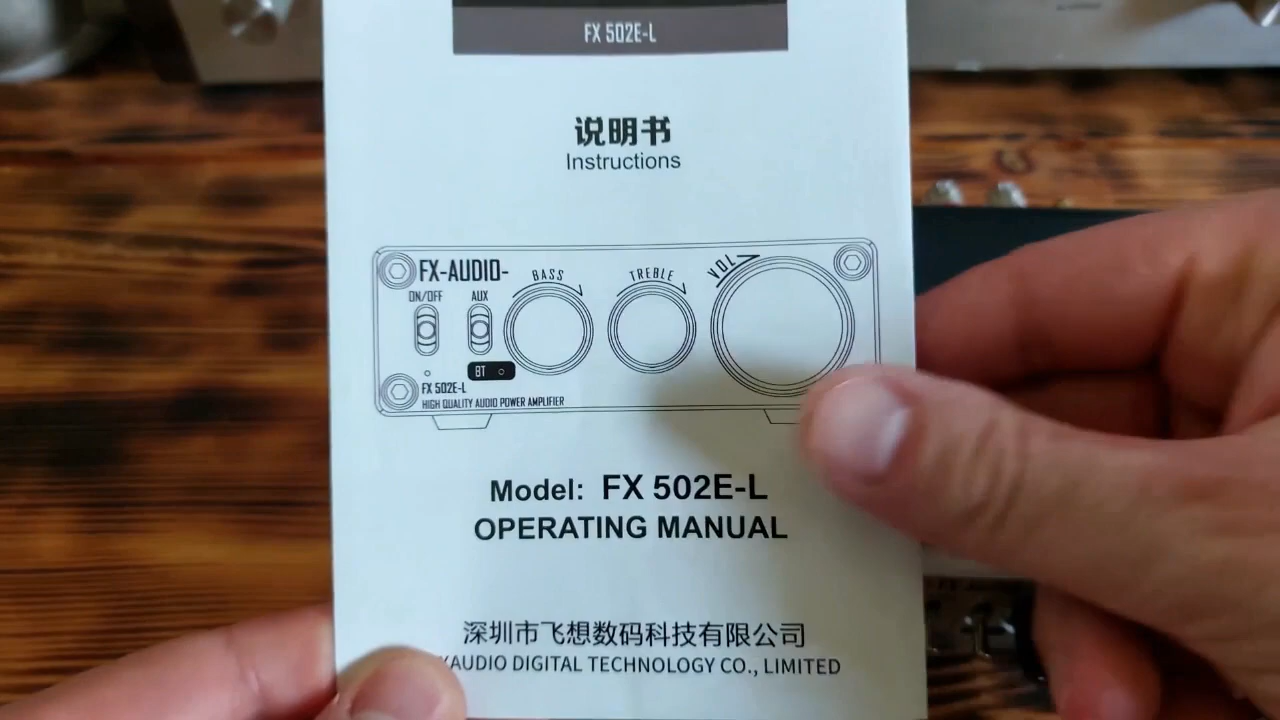 FX 502E-L
说明书
Instructions
FX-AUDIO-
BASS
TREBLE
VOL
ON/OFF
AUX
BT
FX 502E-L
HIGH QUALITY AUDIO POWER AMPLIFIER
Model: FX 502E-L
OPERATING MANUAL
深圳市飞想数码科技有限公司
DIGITAL TECHNOLOGY CO., LIMITED